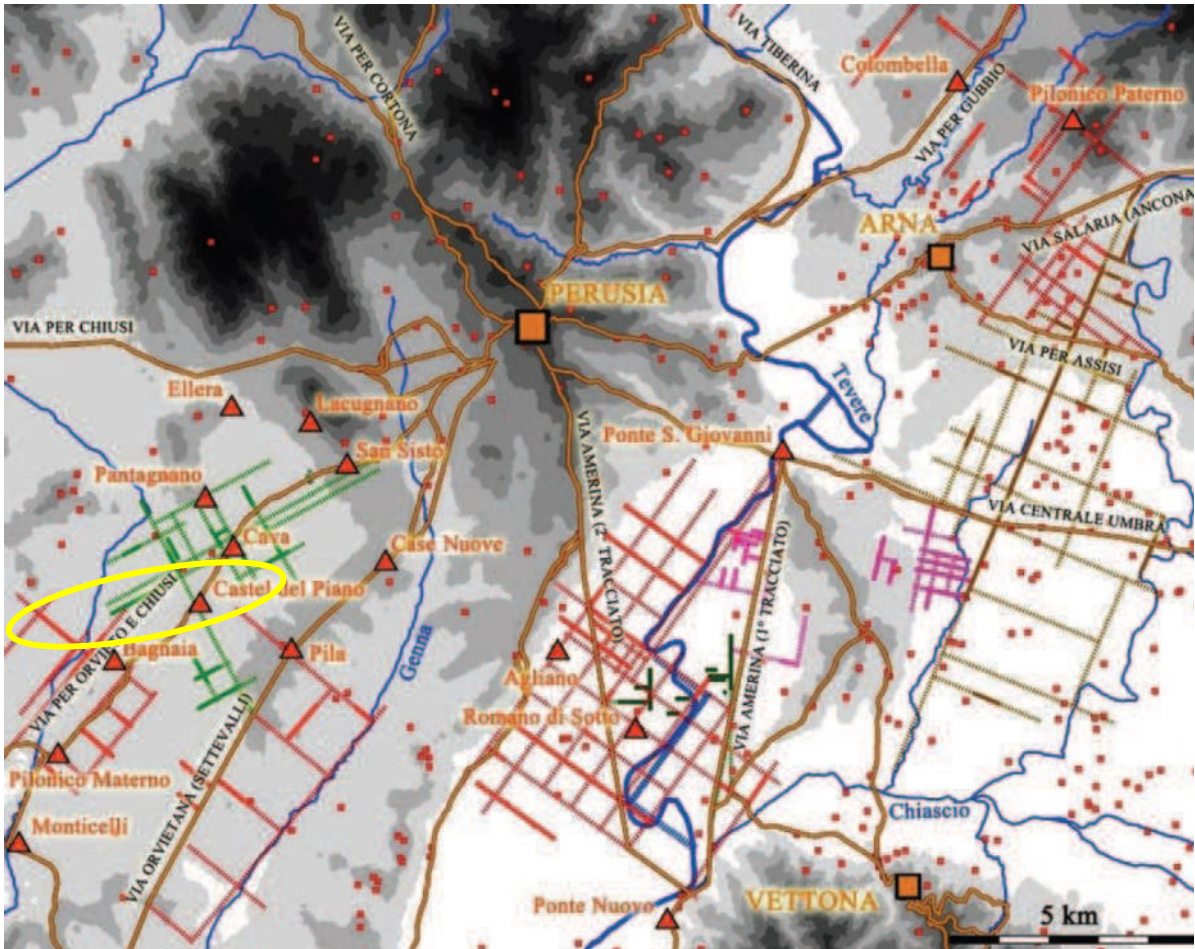 VIA PER CORTONA
VIA TIBERINA
Colombella
VIA PER GUBBIO
Pilonico Paterno
ARNA
VIA SALARIA (ANCONA)
PERUSIA
VIA PER CHIUSI
VIA PER ASSISI
Tevere
Ellera
Lacugnano
Ponte S. Giovanni
San Sisto
Pantagnano
VIA AMERINA (2° TRACCIATO)
VIA CENTRALE UMBRA
Cava
Case Nuove
Castel del Piano
VIA PER ORVIETO E CHIUSI
VIA AMERINA (1° TRACCIATO)
Bagnaia
Pila
Genna
Agliano
Romano di Sotto
Pilonico Materno
VIA ORVIETANA (SETTEVALLI)
Monticelli
Chiascio
VETTONA
Ponte Nuovo
5 km